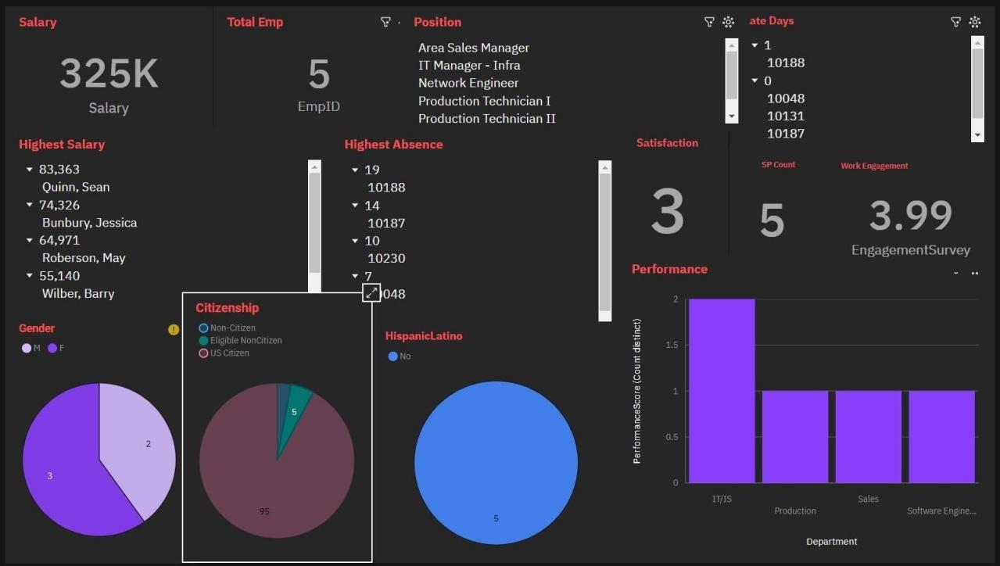 Salary
325K
Salary
Total Emp
5
EmpID
Position
Area Sales Manager
IT Manager - Infra
Network Engineer
Production Technician I
Production Technician II
ate Days
1
10188
0
10048
10131
10187
Highest Salary
83,363
Quinn, Sean
74,326
Bunbury, Jessica
64,971
Roberson, May
55,140
Wilber, Barry
Highest Absence
19
10188
14
10187
10
10230
7
0048
Satisfaction
3
SP Count
5
Work Engagement
3.99
EngagementSurvey
Gender
M F
3
2
Citizenship
Non-Citizen
Eligible NonCitizen
US Citizen
5
95
HispanicLatino
No
5
Performance
PerformanceScore (Count distinct)
2
1.5
1
0.5
0
IT/IS
Production
Sales
Software Engine...
Department